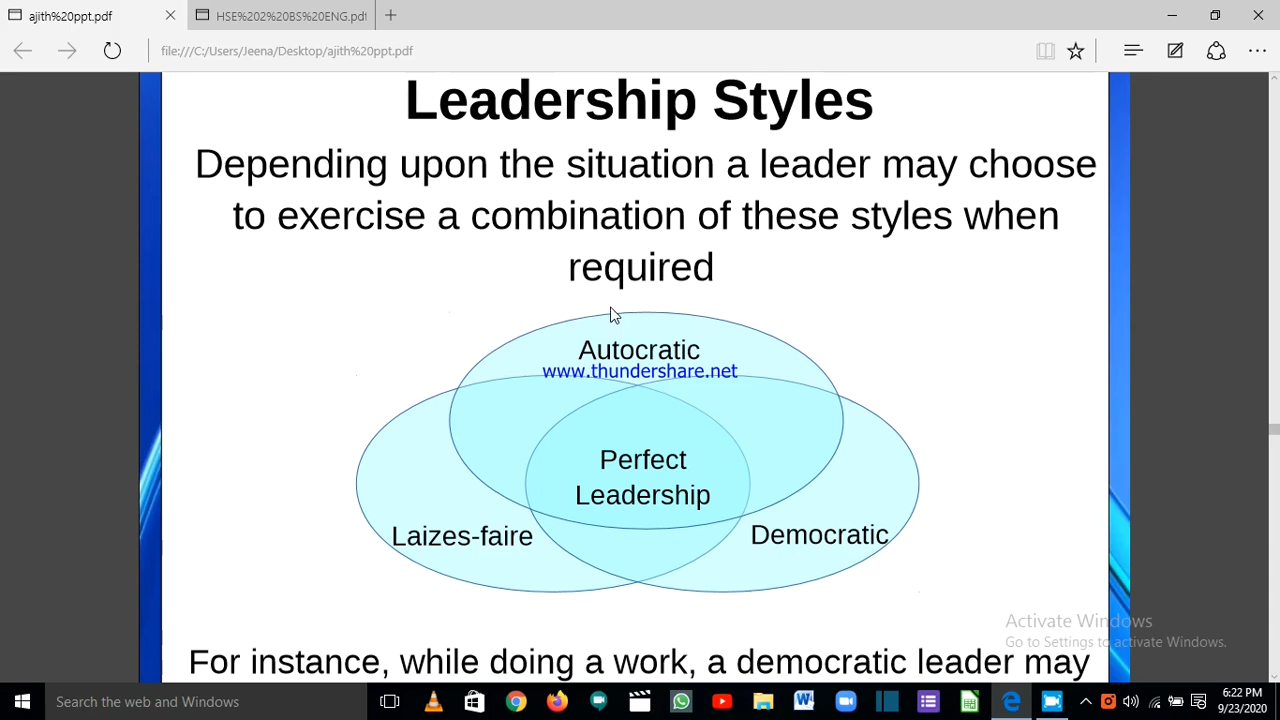 ajith%20ppt.pdf
HSE%202%20BS%20ENG.pdf
file:///C:/Users/Jeena/Desktop/ajith%20ppt.pdf
Leadership Styles
Depending upon the situation a leader may choose
to exercise a combination of these styles when
required
Autocratic
www.thundershare.net
Perfect
Leadership
Laizes-faire
Democratic
Activate Windows
Go to Settings to activate Windows.
For instance, while doing a work, a democratic leader may
Search the web and Windows
6:22 PM
9/23/2020